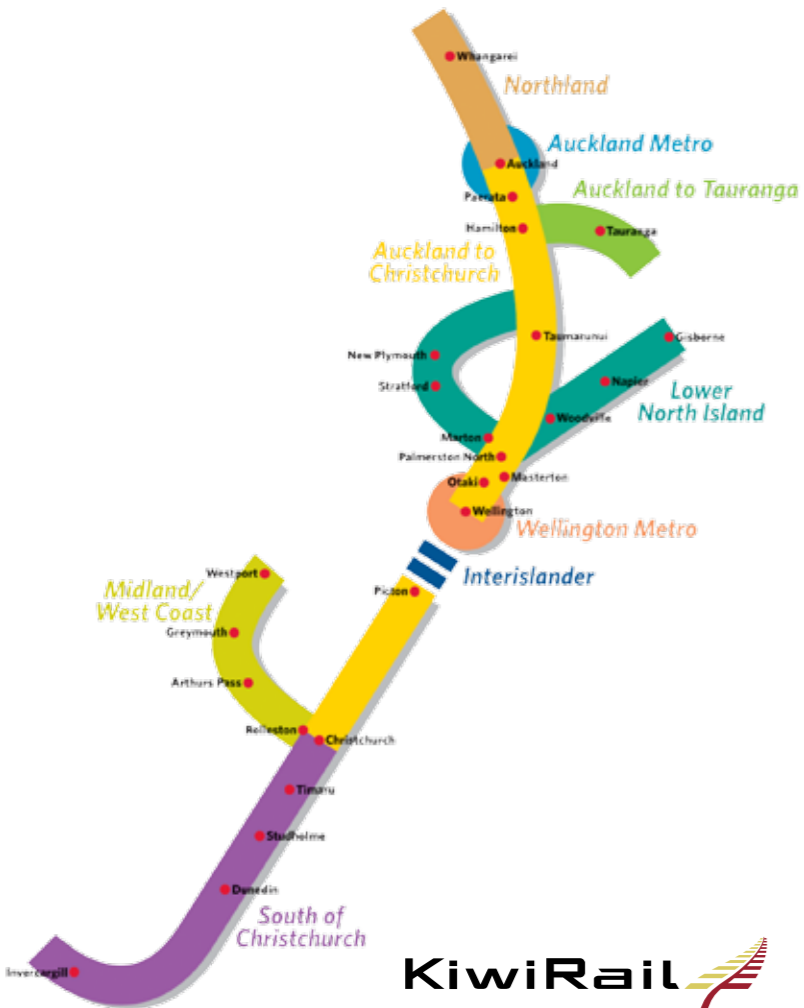 Whangarei
Northland
Auckland Metro
Auckland
Auckland to Tauranga
Paerata
Hamilton
Tauranga
Auckland to
Christchurch
Taumarunui
Gisborne
New Plymouth
Stratford
Napier
Lower
North Island
Woodville
Marton
Palmerston North
Masterton
Otaki
Wellington
Wellington Metro
Interislander
Westport
Midland/
West Coast
Picton
Greymouth
Arthurs Pass
Rolleston
Christchurch
Timaru
Studholme
Dunedin
South of
Christchurch
Invercargill
KiwiRail